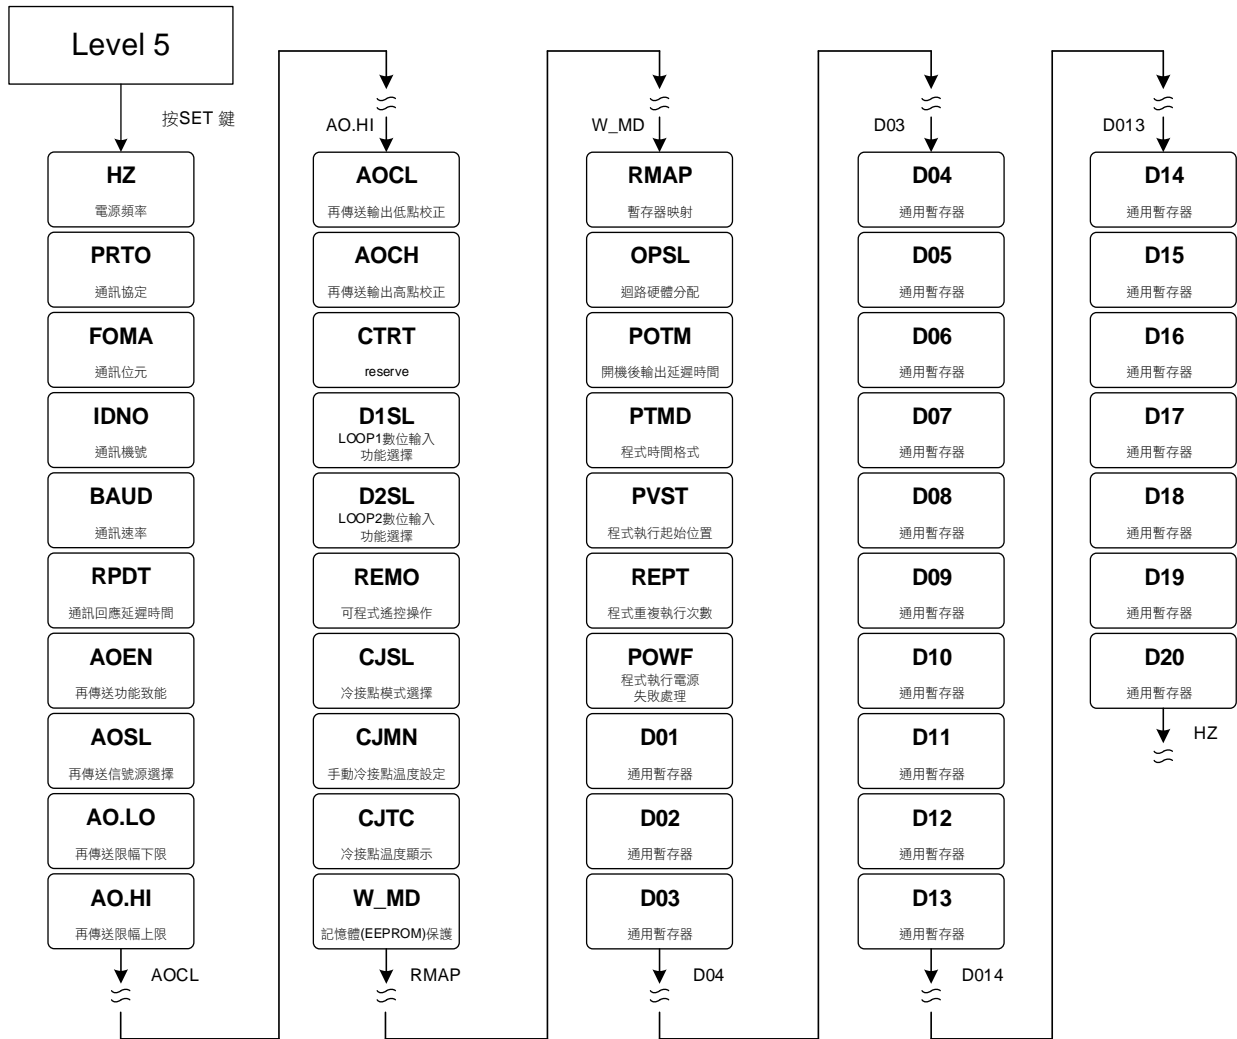 Level 5
按SET 鍵
HZ
電源頻率
PRTO
通訊協定
FOMA
通訊位元
IDNO
通訊機號
BAUD
通訊速率
RPDT
通訊回應延遲時間
AOEN
再傳送功能致能
AOSL
再傳送信號源選擇
AO.LO
再傳送限幅下限
AO.HI
再傳送限幅上限
AOCL
AO.HI
AOCL
再傳送輸出低點校正
AOCH
再傳送輸出高點校正
CTRT
reserve
D1SL
LOOP1數位輸入
功能選擇
D2SL
LOOP2數位輸入
功能選擇
REMO
可程式遙控操作
CJSL
冷接點模式選擇
CJMN
手動冷接點溫度設定
CJTC
冷接點溫度顯示
W_MD
記憶體(EEPROM)保護
RMAP
W_MD
RMAP
暫存器映射
OPSL
迴路硬體分配
POTM
開機後輸出延遲時間
PTMD
程式時間格式
PVST
程式執行起始位置
REPT
程式重複執行次數
POWF
程式執行電源
失敗處理
D01
通用暫存器
D02
通用暫存器
D03
通用暫存器
D04
D03
D04
通用暫存器
D05
通用暫存器
D06
通用暫存器
D07
通用暫存器
D08
通用暫存器
D09
通用暫存器
D10
通用暫存器
D11
通用暫存器
D12
通用暫存器
D13
通用暫存器
D014
D013
D14
通用暫存器
D15
通用暫存器
D16
通用暫存器
D17
通用暫存器
D18
通用暫存器
D19
通用暫存器
D20
通用暫存器
HZ